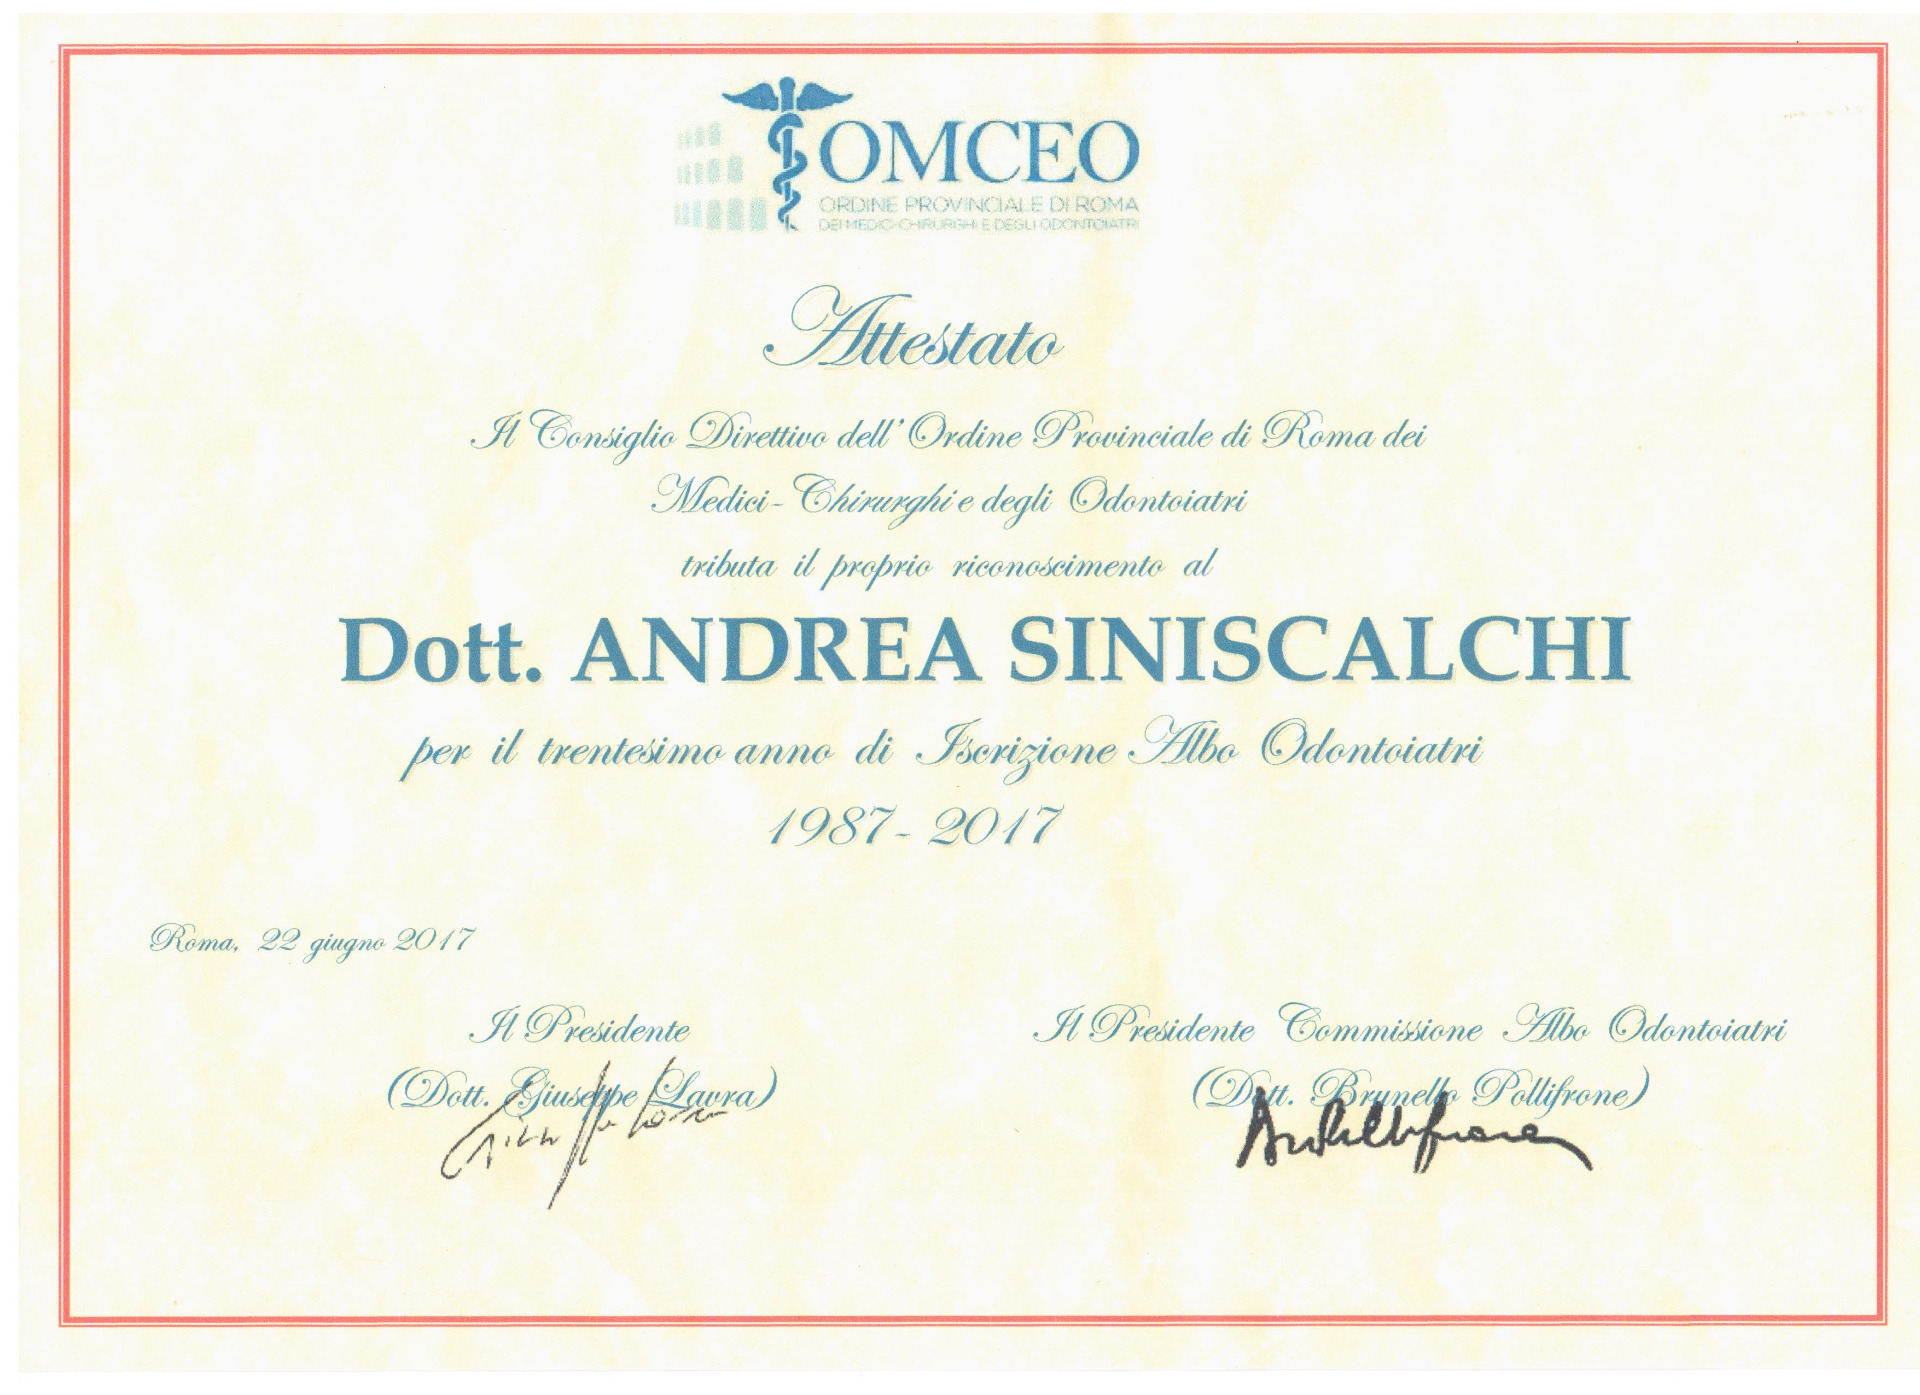 OMCEO
ORDINE PROVINCIALE DI ROMA
DEI MEDICI-CHIRURGHI E DEGLI ODONTOIATRI
Attestato
Il Consiglio Direttivo dell' Ordine Provinciale di Roma dei
Medici - Chirurghi e degli Odontoiatri
tributa il proprio riconoscimento al
Dott. ANDREA SINISCALCHI
per il trentesimo anno di Iscrizione Albo Odontoiatri
1987 - 2017
Roma, 22 giugno 2017
Il Presidente
(Dott. Giuseppe Lavra)
Il Presidente Commissione Albo Odontoiatri
(Dott. Brunello Pollifrone)